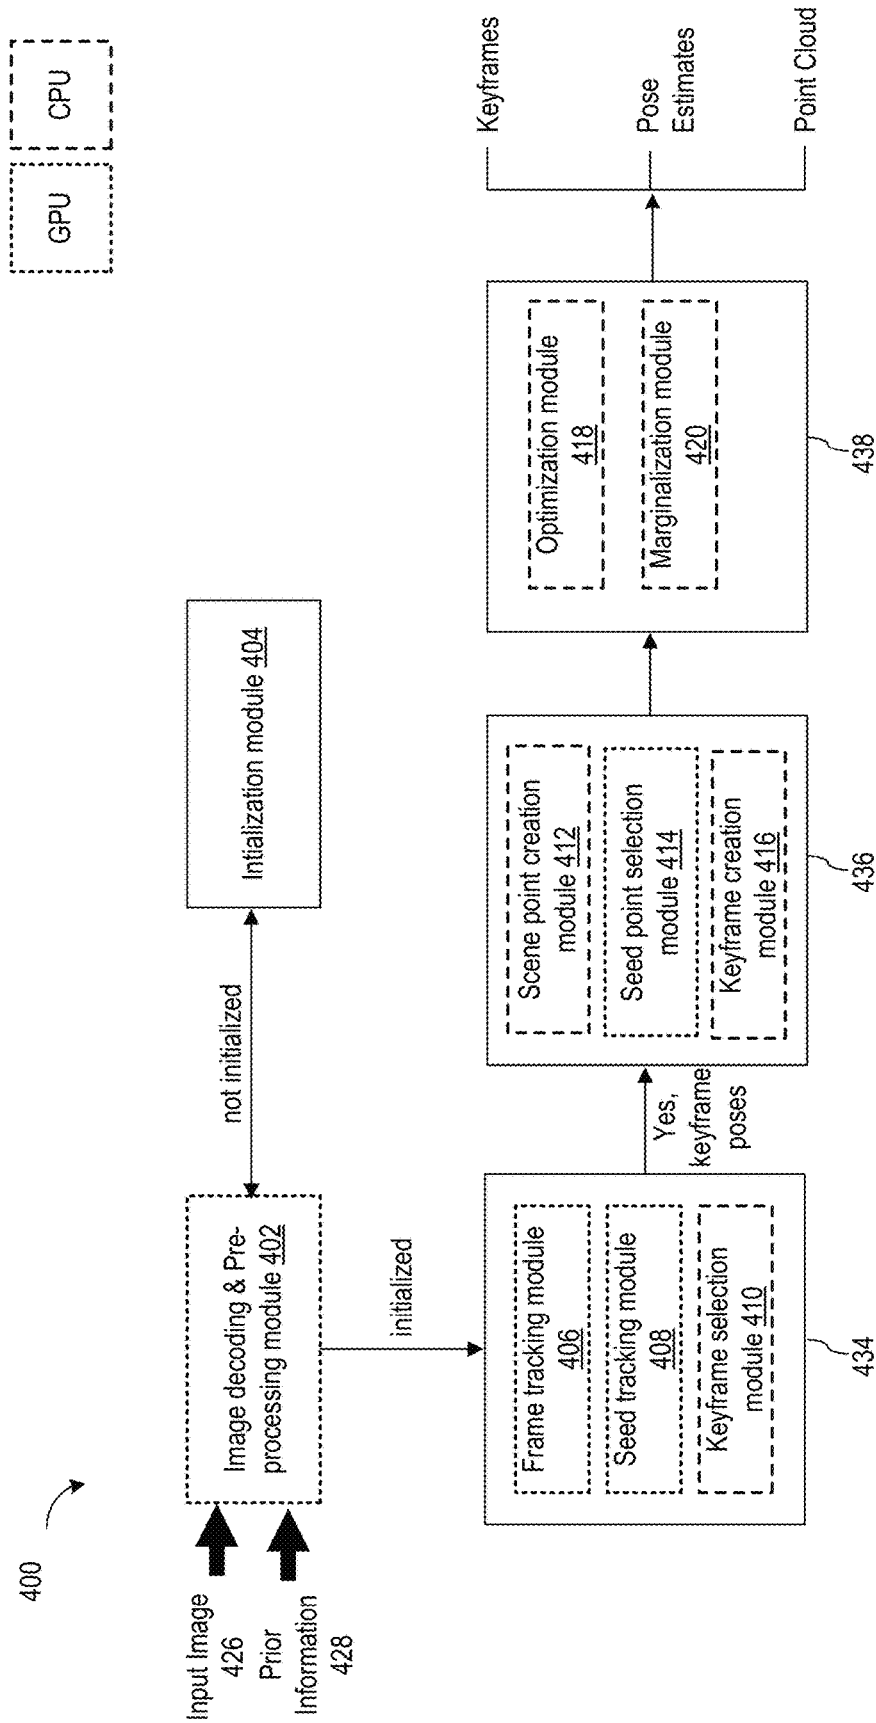 400
GPU
CPU
Input Image
426
Prior
Information
428
Image decoding & Pre-
processing module 402
not initialized
Intialization module 404
initialized
Frame tracking module
406
Seed tracking module
408
Keyframe selection
module 410
434
Yes,
keyframe
poses
Scene point creation
module 412
Seed point selection
module 414
Keyframe creation
module 416
436
Optimization module
418
Marginalization module
420
438
Keyframes
Pose
Estimates
Point Cloud